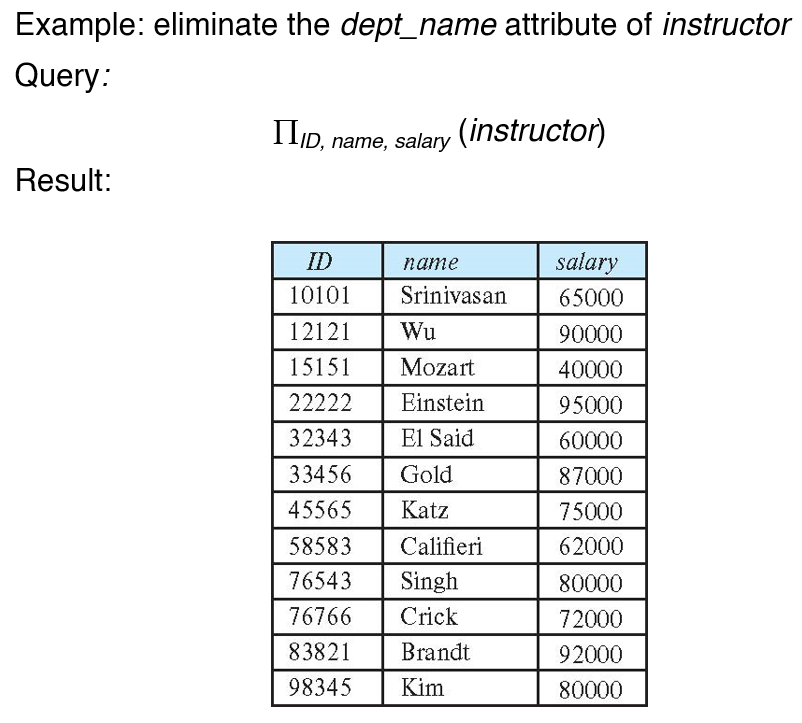 Example: eliminate the dept_name attribute of instructor
Query:
∏ID, name, salary (instructor)
Result:
ID name salary
10101 Srinivasan 65000
12121 Wu 90000
15151 Mozart 40000
22222 Einstein 95000
32343 El Said 60000
33456 Gold 87000
45565 Katz 75000
58583 Califieri 62000
76543 Singh 80000
76766 Crick 72000
83821 Brandt 92000
98345 Kim 80000